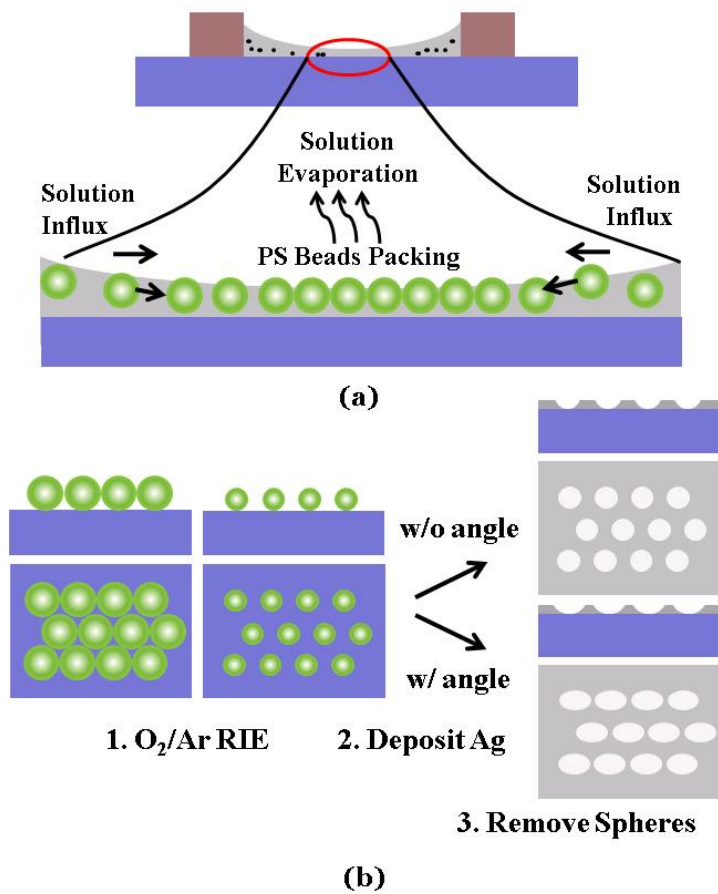 Solution
Evaporation
Solution
Influx
Solution
Influx
PS Beads Packing
(a)
w/o angle
w/ angle
1. O₂/Ar RIE
2. Deposit Ag
3. Remove Spheres
(b)